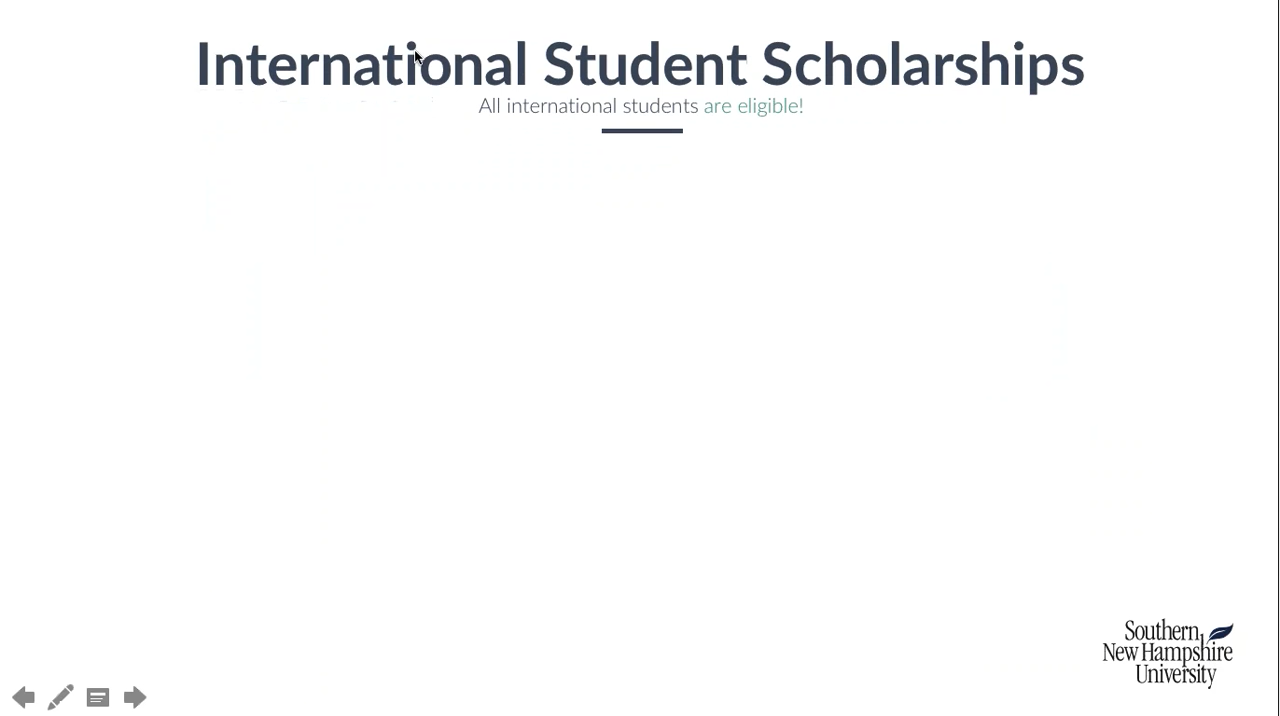 International Student Scholarships
All international students are eligible!
Southern
New Hampshire
University